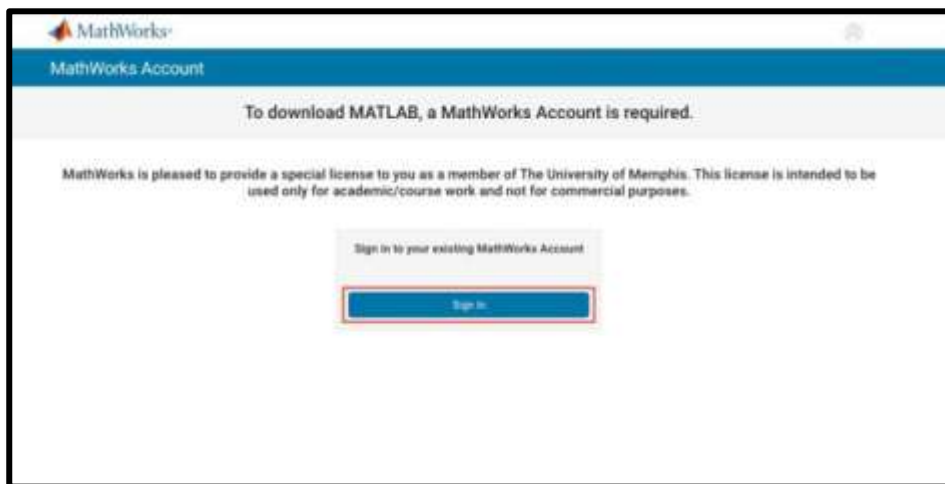 MathWorks®
MathWorks Account
To download MATLAB, a MathWorks Account is required.
MathWorks is pleased to provide a special license to you as a member of The University of Memphis. This license is intended to be
used only for academic/course work and not for commercial purposes.
Sign in to your existing MathWorks Account
Sign In